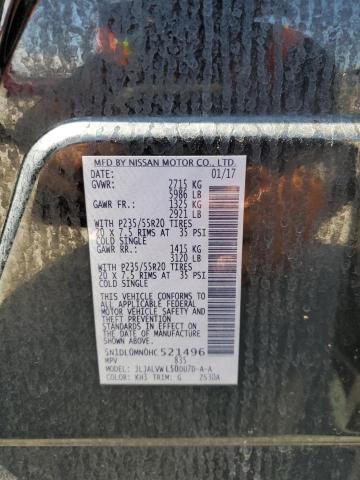 MFD BY NISSAN MOTOR CO., LTD.
DATE: 01/17
GVWR: 2715 KG
5986 LB
GAWR FR: 1325 KG
2921 LB
WITH P235/55R20 TIRES
20 X 7.5 RIMS AT 35 PSI
COLD SINGLE
GAWR RR: 1415 KG
3120 LB
WITH P235/55R20 TIRES
20 X 7.5 RIMS AT 35 PSI
COLD SINGLE
THIS VEHICLE CONFORMS TO
ALL APPLICABLE FEDERAL
MOTOR VEHICLE SAFETY AND
THEFT PREVENTION STANDARDS
IN EFFECT ON THE DATE OF
MANUFACTURE SHOWN ABOVE.
5N1DL0MN0HC521496
MPV 835
MODEL:
COLOR: KH3 TRIM: G